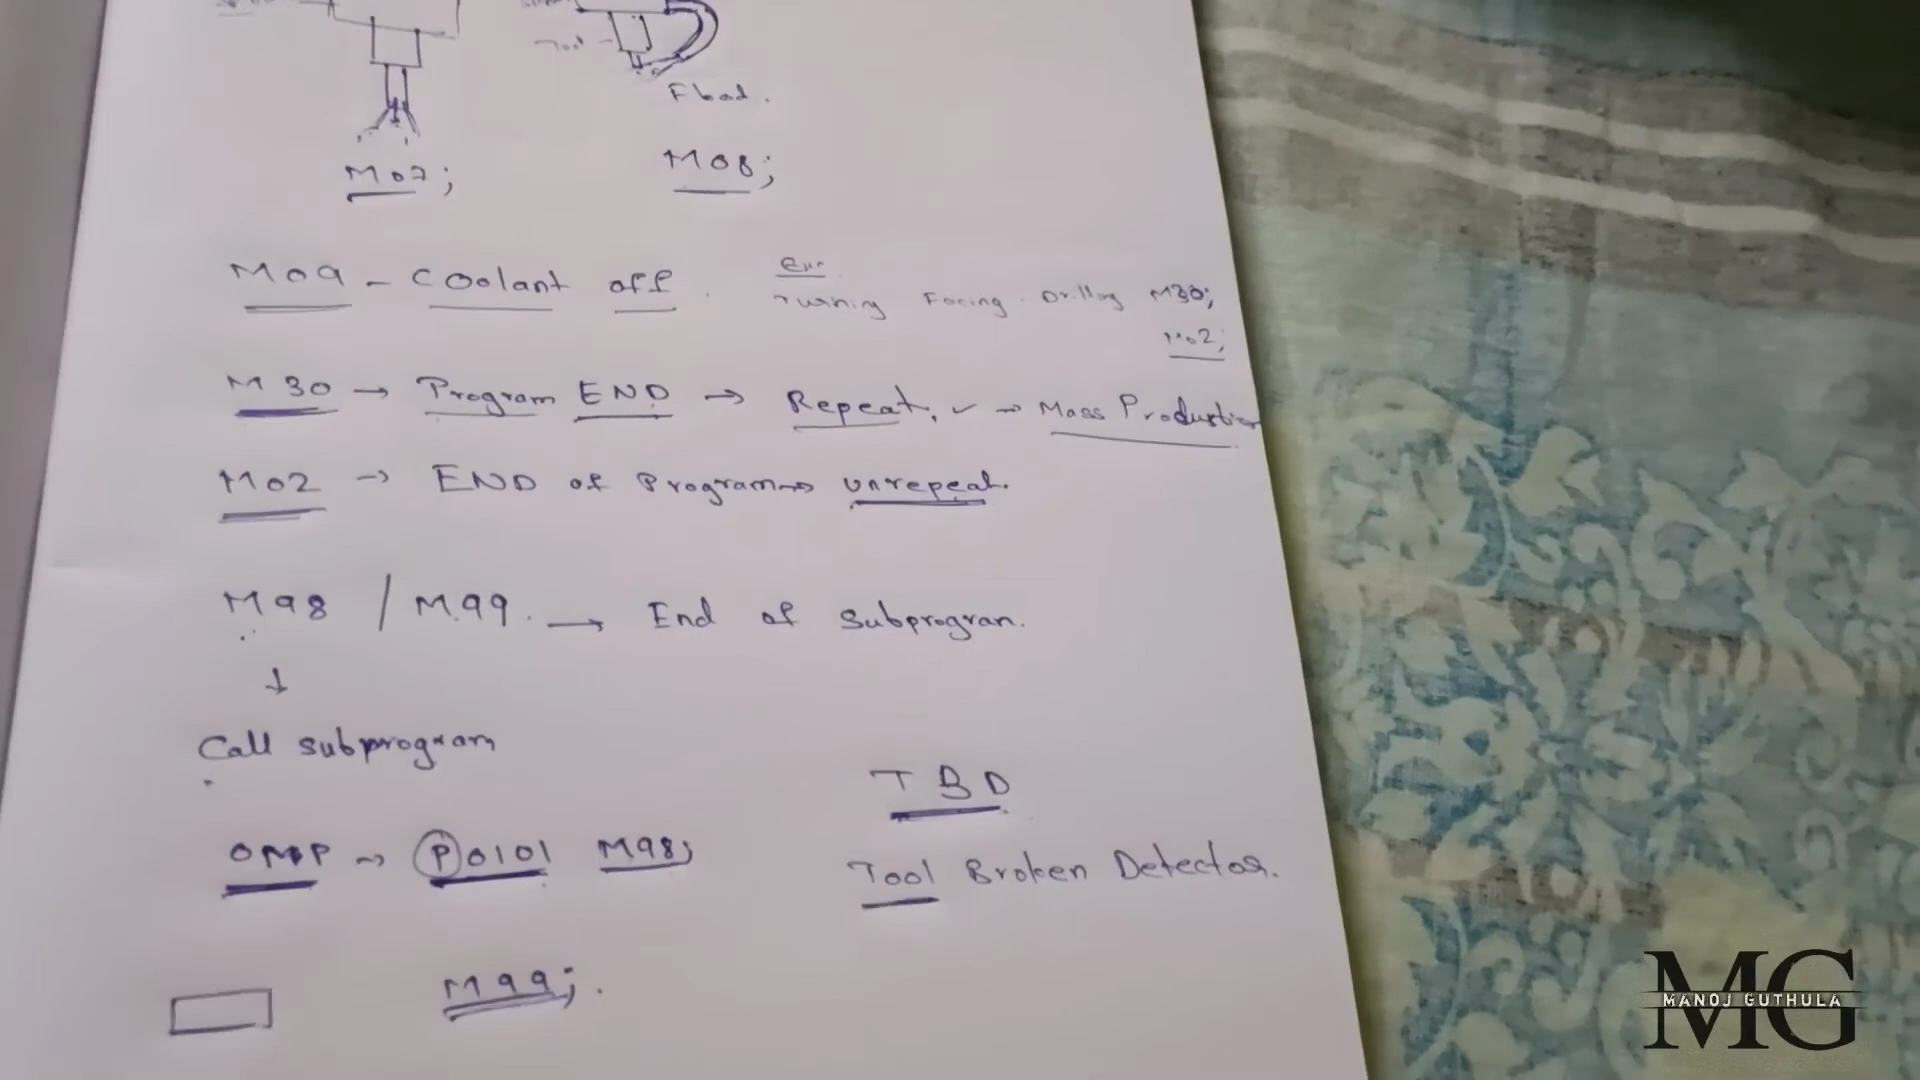 Tool
Flood.
M07;
M08;
M09 - Coolant off.
Turning Facing. Drilling M30;
M02;
M30 → Program END → Repeat. ✓ → Mass Production
M02 → END of Program → unrepeat.
M98 / M99. → End of subprogram.
↓
Call subprogram
TBD
OMP → P0101 M98;
Tool Broken Detector.
M99;.
MG
MANOJ GUTHULA